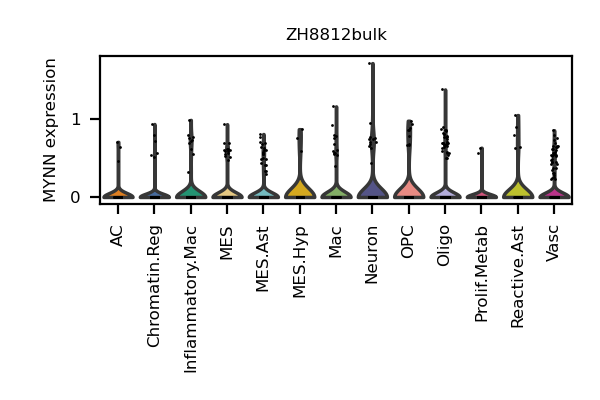 ZH8812bulk
MYNN expression
1
0
AC
Chromatin.Reg
Inflammatory.Mac
MES
MES.Ast
MES.Hyp
Mac
Neuron
OPC
Oligo
Prolif.Metab
Reactive.Ast
Vasc